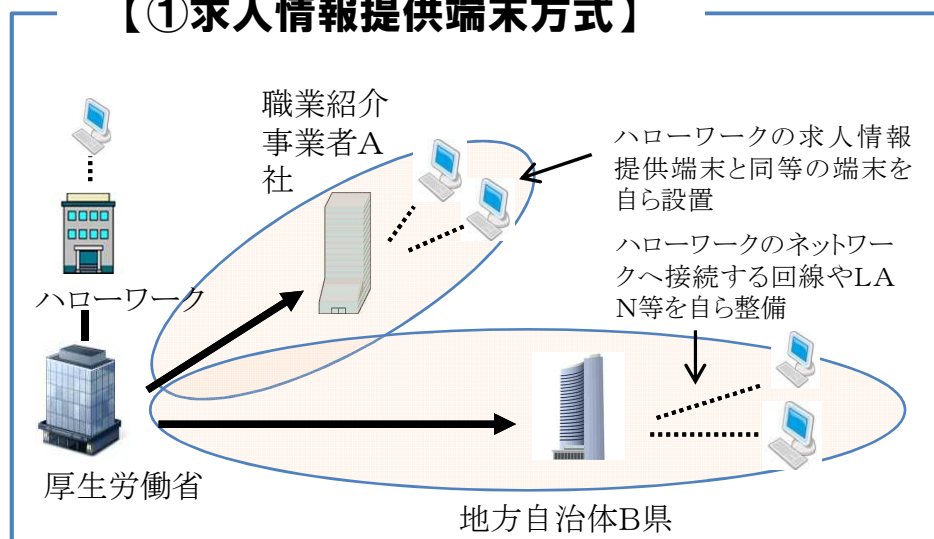 【①求人情報提供端末方式】
職業紹介
事業者A
社
ハローワークの求人情報
提供端末と同等の端末を
自ら設置
ハローワークのネットワー
クへ接続する回線やLA
N等を自ら整備
ハローワーク
厚生労働省
地方自治体B県